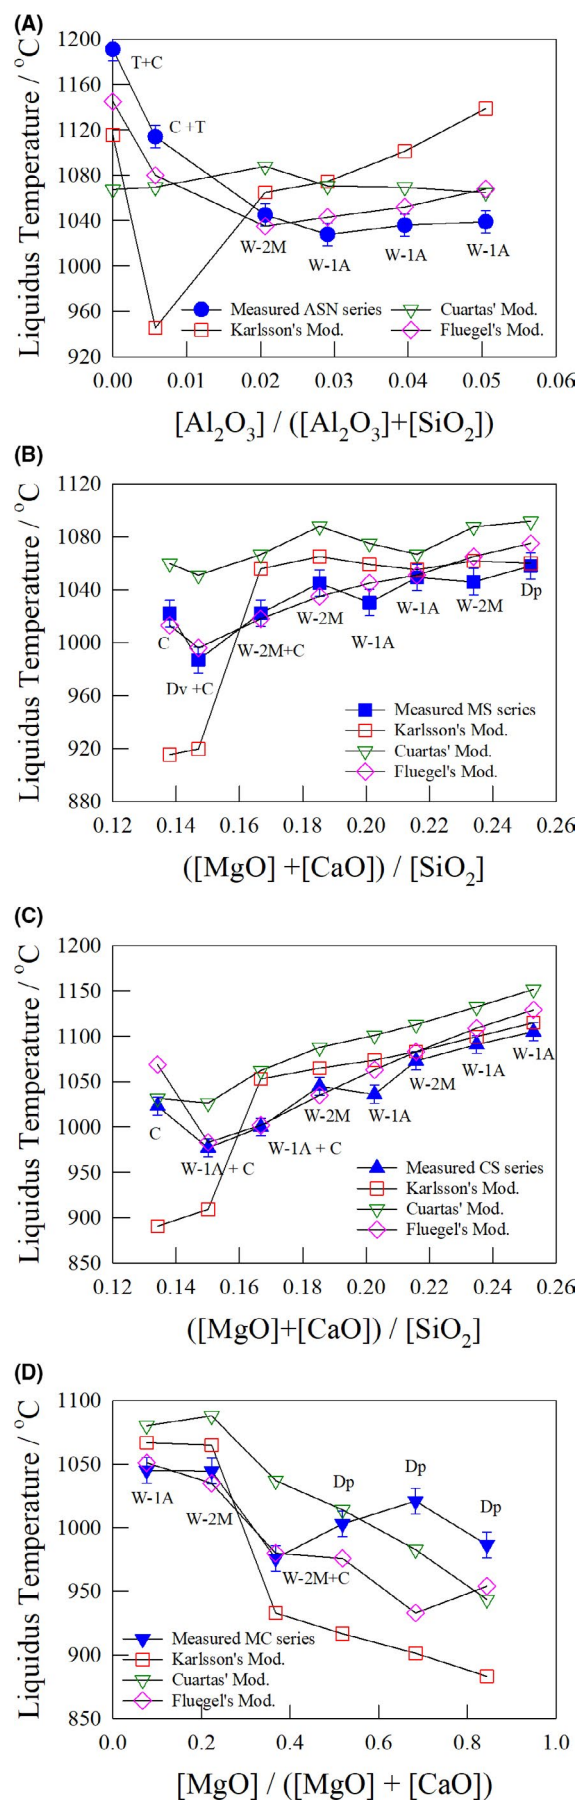 (A)
1200
1160
1120
1080
1040
1000
960
920
Liquidus Temperature / °C
T+C
C +T
W-2M
W-1A
W-1A
W-1A
Measured ASN series
Karlsson's Mod.
Cuartas' Mod.
Fluegel's Mod.
0.00 0.01 0.02 0.03 0.04 0.05 0.06
[Al₂O₃] / ([Al₂O₃]+[SiO₂])
(B)
1120
1080
1040
1000
960
920
880
Liquidus Temperature / °C
C
Dv +C
W-2M+C
W-2M
W-1A
W-1A
W-2M
Dp
Measured MS series
Karlsson's Mod.
Cuartas' Mod.
Fluegel's Mod.
0.12 0.14 0.16 0.18 0.20 0.22 0.24 0.26
([MgO] +[CaO]) / [SiO₂]
(C)
1200
1150
1100
1050
1000
950
900
850
Liquidus Temperature / °C
C
W-1A + C
W-1A + C
W-2M
W-1A
W-2M
W-1A
W-1A
Measured CS series
Karlsson's Mod.
Cuartas' Mod.
Fluegel's Mod.
0.12 0.14 0.16 0.18 0.20 0.22 0.24 0.26
([MgO]+[CaO]) / [SiO₂]
(D)
1100
1050
1000
950
900
850
Liquidus Temperature / °C
W-1A
W-2M
W-2M+C
Dp
Dp
Dp
Measured MC series
Karlsson's Mod.
Cuartas' Mod.
Fluegel's Mod.
0.0 0.2 0.4 0.6 0.8 1.0
[MgO] / ([MgO] + [CaO])